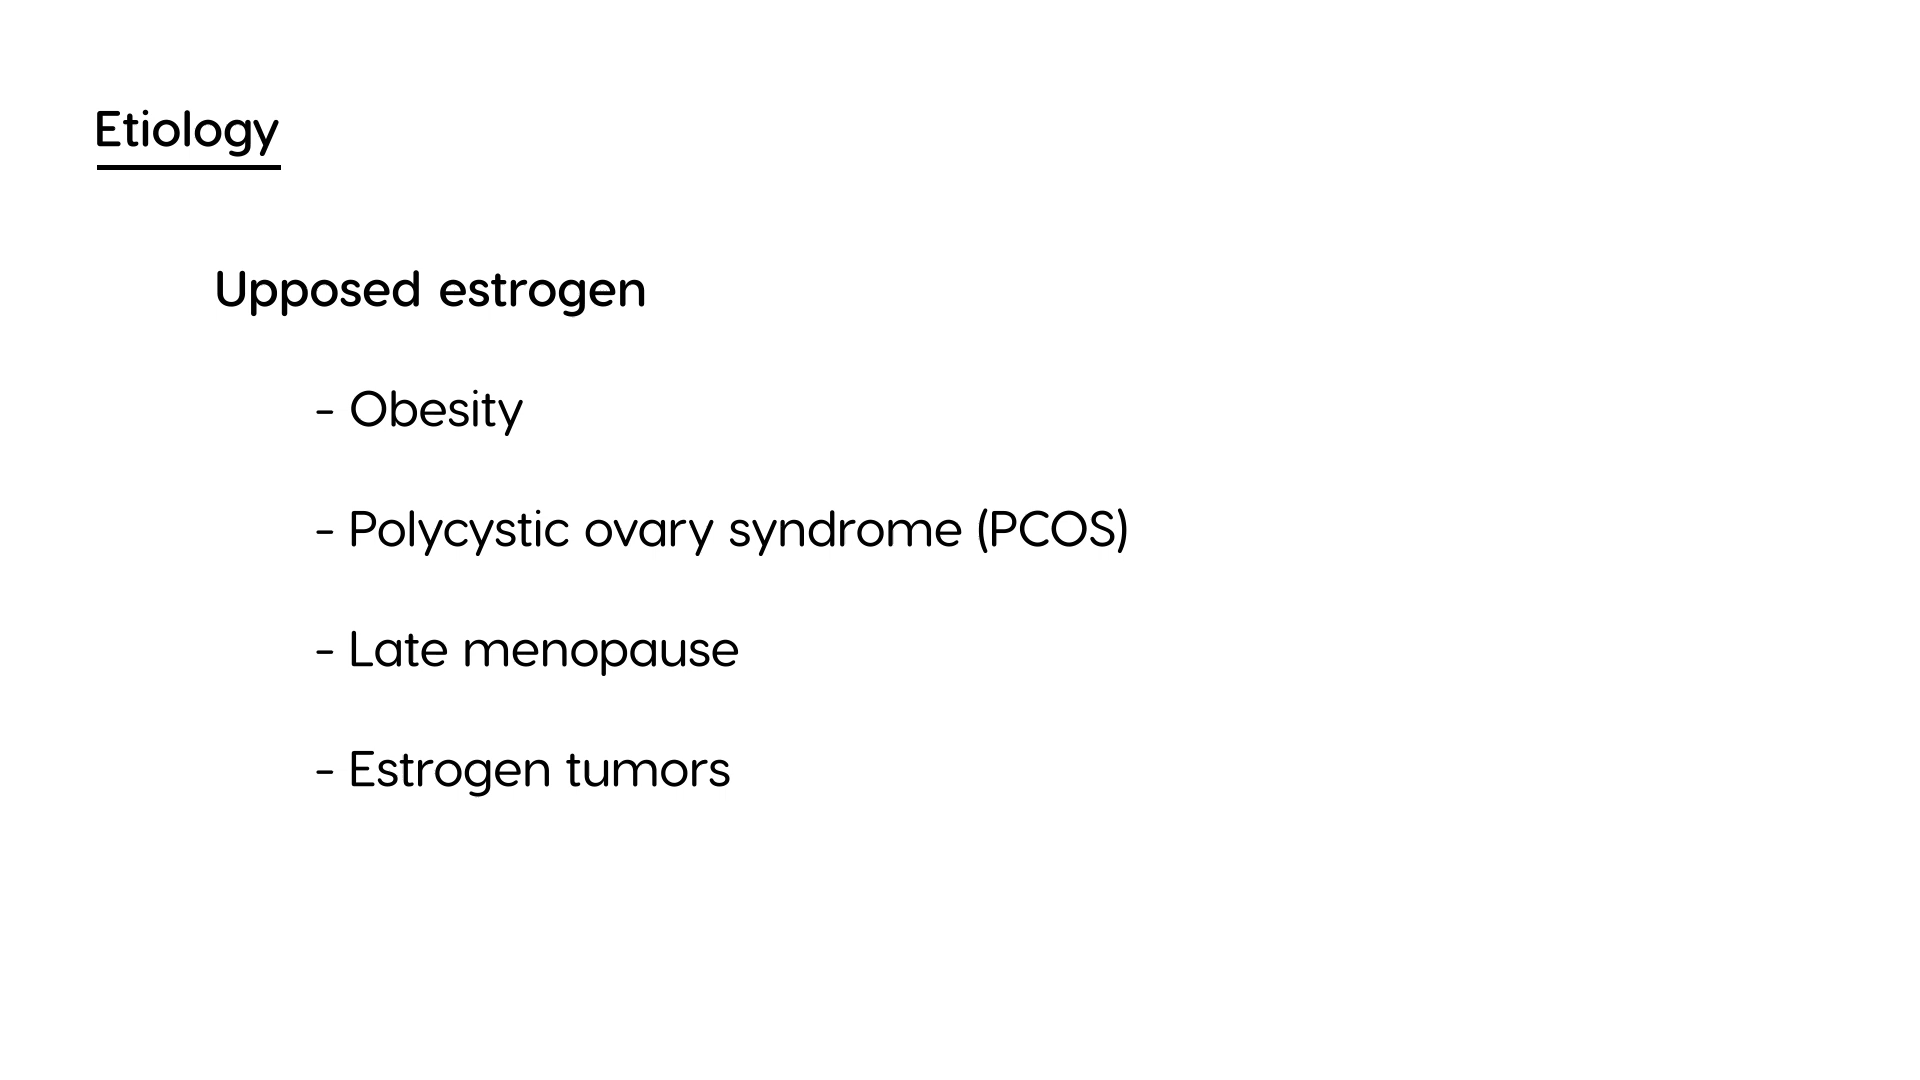 Etiology
Upposed estrogen
- Obesity
- Polycystic ovary syndrome (PCOS)
- Late menopause
- Estrogen tumors